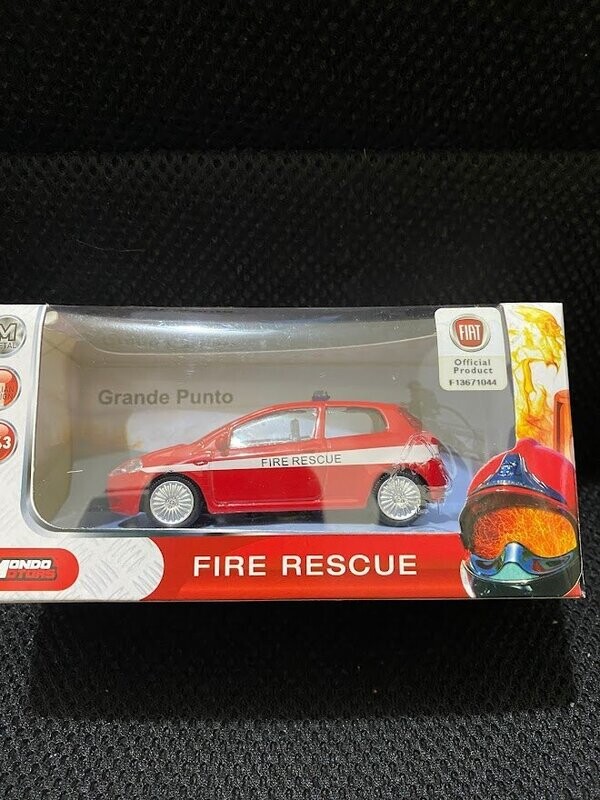 M
Grande Punto
FIAT
Official
Product
F13671044
FIRE RESCUE
MONDO
MOTORS
FIRE RESCUE